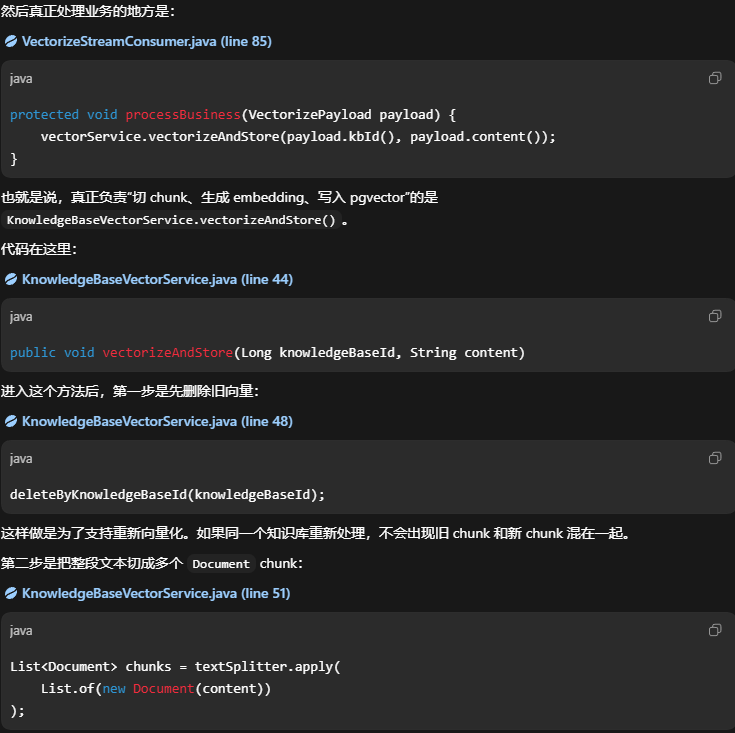 然后真正处理业务的地方是：
VectorizeStreamConsumer.java (line 85)
java
protected void processBusiness(VectorizePayload payload) {
    vectorService.vectorizeAndStore(payload.kbId(), payload.content());
}
也就是说，真正负责“切 chunk、生成 embedding、写入 pgvector”的是
KnowledgeBaseVectorService.vectorizeAndStore() 。
代码在这里：
KnowledgeBaseVectorService.java (line 44)
java
public void vectorizeAndStore(Long knowledgeBaseId, String content)
进入这个方法后，第一步是先删除旧向量：
KnowledgeBaseVectorService.java (line 48)
java
deleteByKnowledgeBaseId(knowledgeBaseId);
这样做是为了支持重新向量化。如果同一个知识库重新处理，不会出现旧 chunk 和新 chunk 混在一起。
第二步是把整段文本切成多个 Document chunk：
KnowledgeBaseVectorService.java (line 51)
java
List<Document> chunks = textSplitter.apply(
    List.of(new Document(content))
);